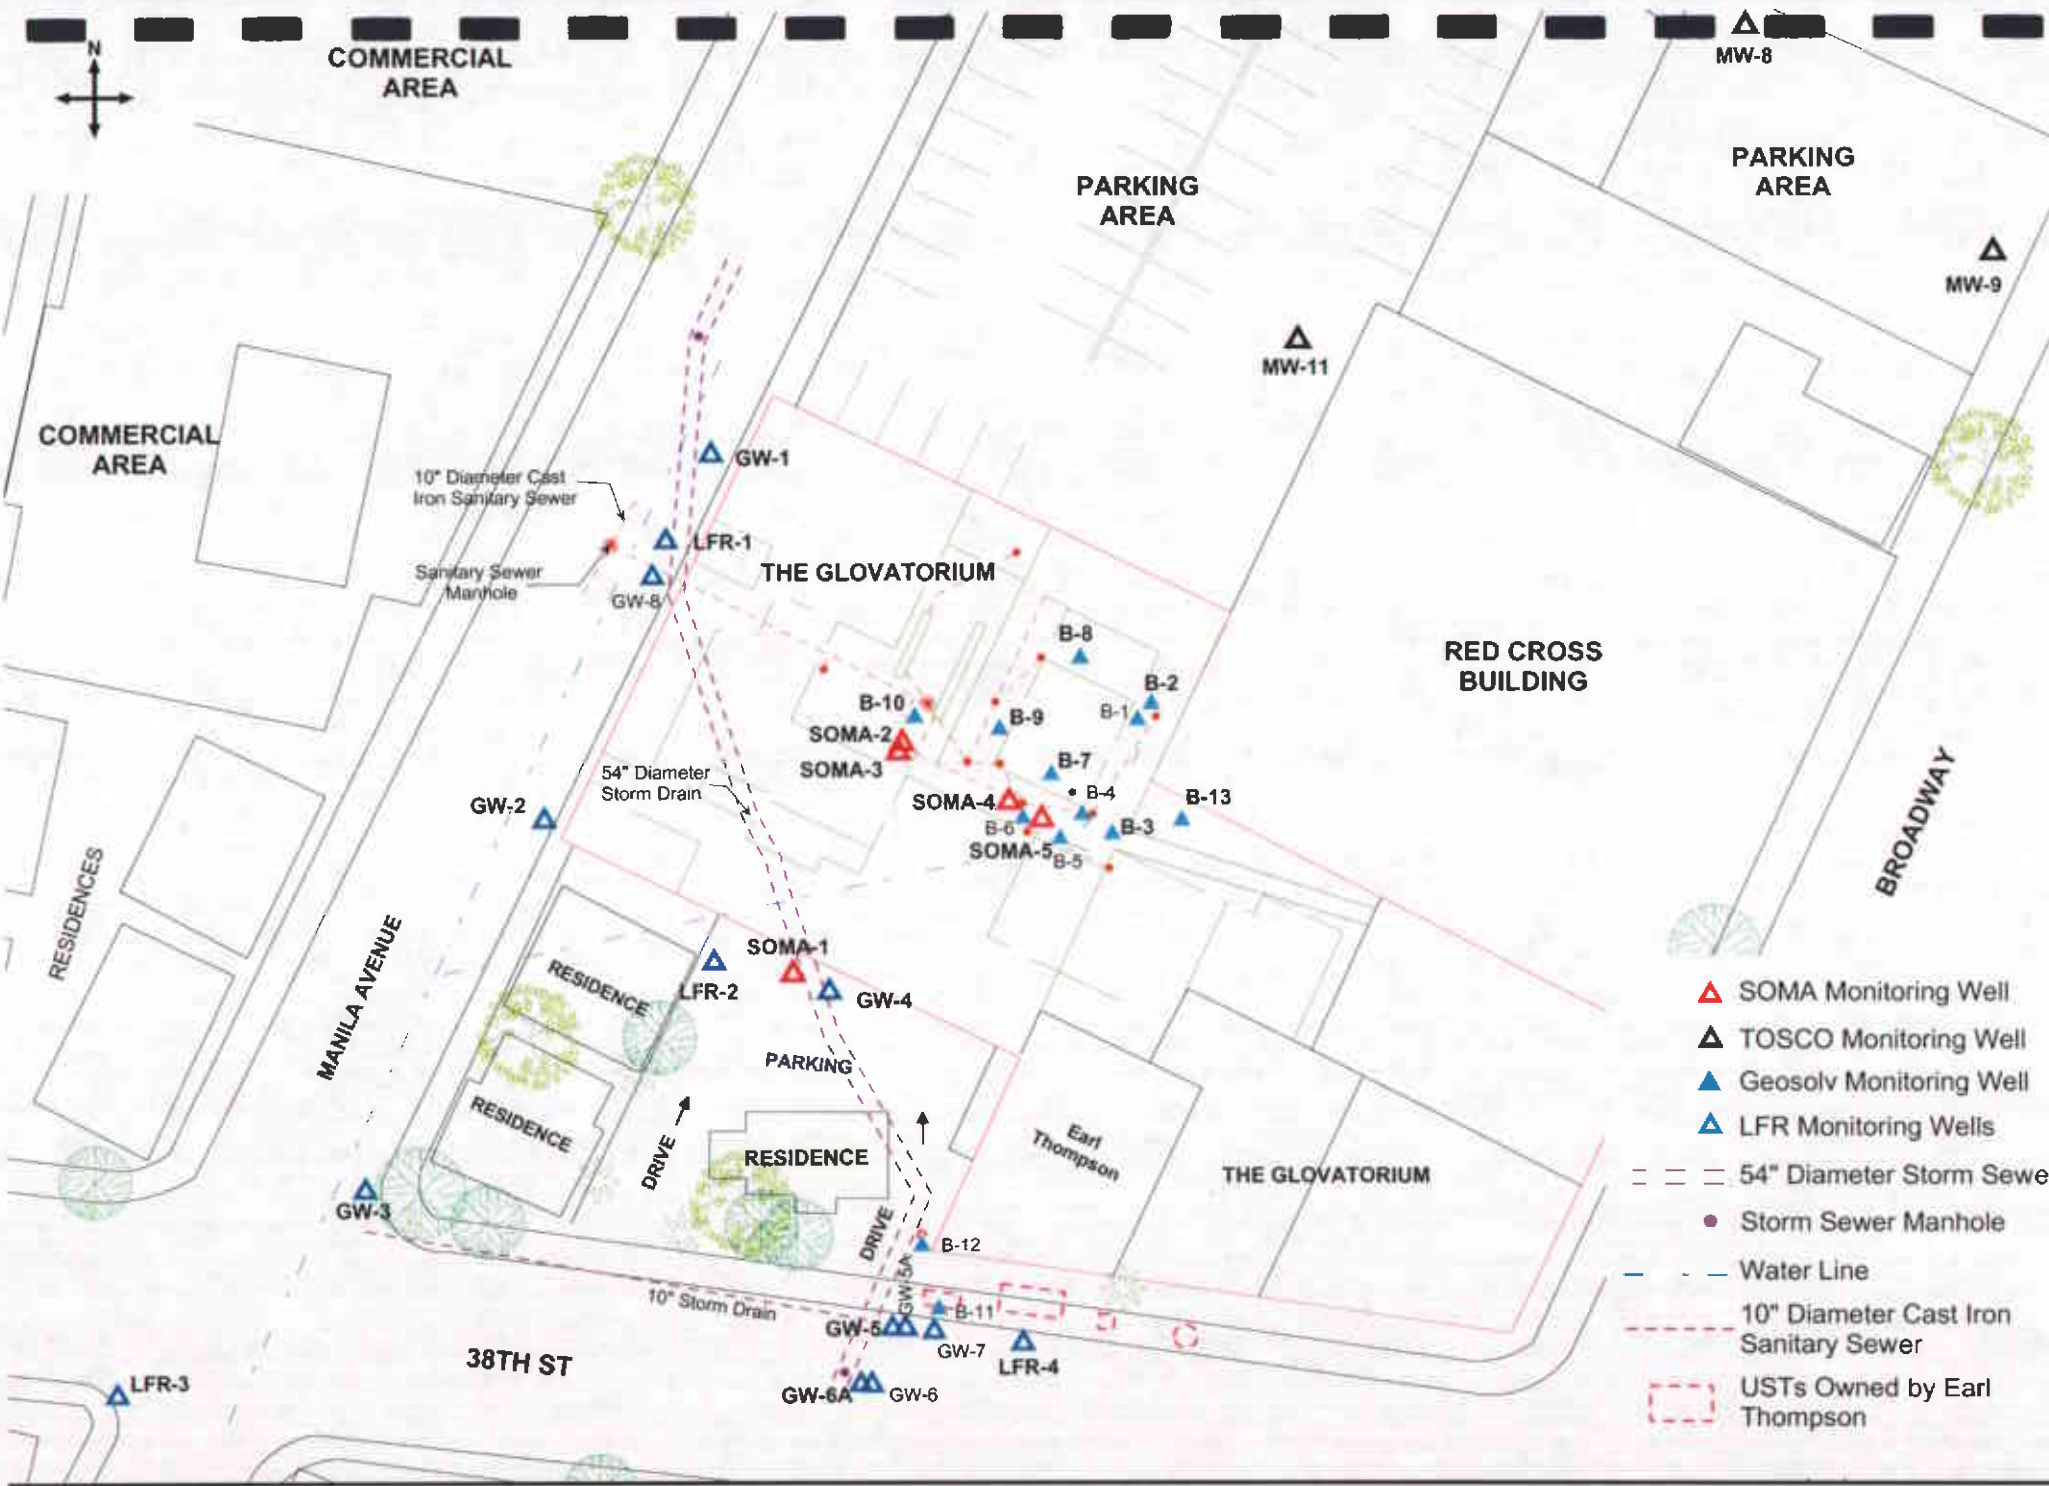 N
COMMERCIAL
AREA
MW-8
PARKING
AREA
PARKING
AREA
MW-9
MW-11
COMMERCIAL
AREA
GW-1
10" Diameter Cast
Iron Sanitary Sewer
LFR-1
Sanitary Sewer
Manhole
GW-8
THE GLOVATORIUM
B-8
RED CROSS
BUILDING
B-2
B-10
B-1
B-9
SOMA-2
SOMA-3
B-7
54" Diameter
Storm Drain
GW-2
SOMA-4
B-4
B-13
B-6
B-3
SOMA-5
B-5
BROADWAY
RESIDENCES
MANILA AVENUE
SOMA-1
RESIDENCE
LFR-2
GW-4
PARKING
RESIDENCE
DRIVE
RESIDENCE
Earl
Thompson
THE GLOVATORIUM
GW-3
DRIVE
B-12
GW-5A
10" Storm Drain
B-11
GW-5
GW-7
LFR-4
38TH ST
LFR-3
GW-6A
GW-6
SOMA Monitoring Well
TOSCO Monitoring Well
Geosolv Monitoring Well
LFR Monitoring Wells
54" Diameter Storm Sewe
Storm Sewer Manhole
Water Line
10" Diameter Cast Iron
Sanitary Sewer
USTs Owned by Earl
Thompson